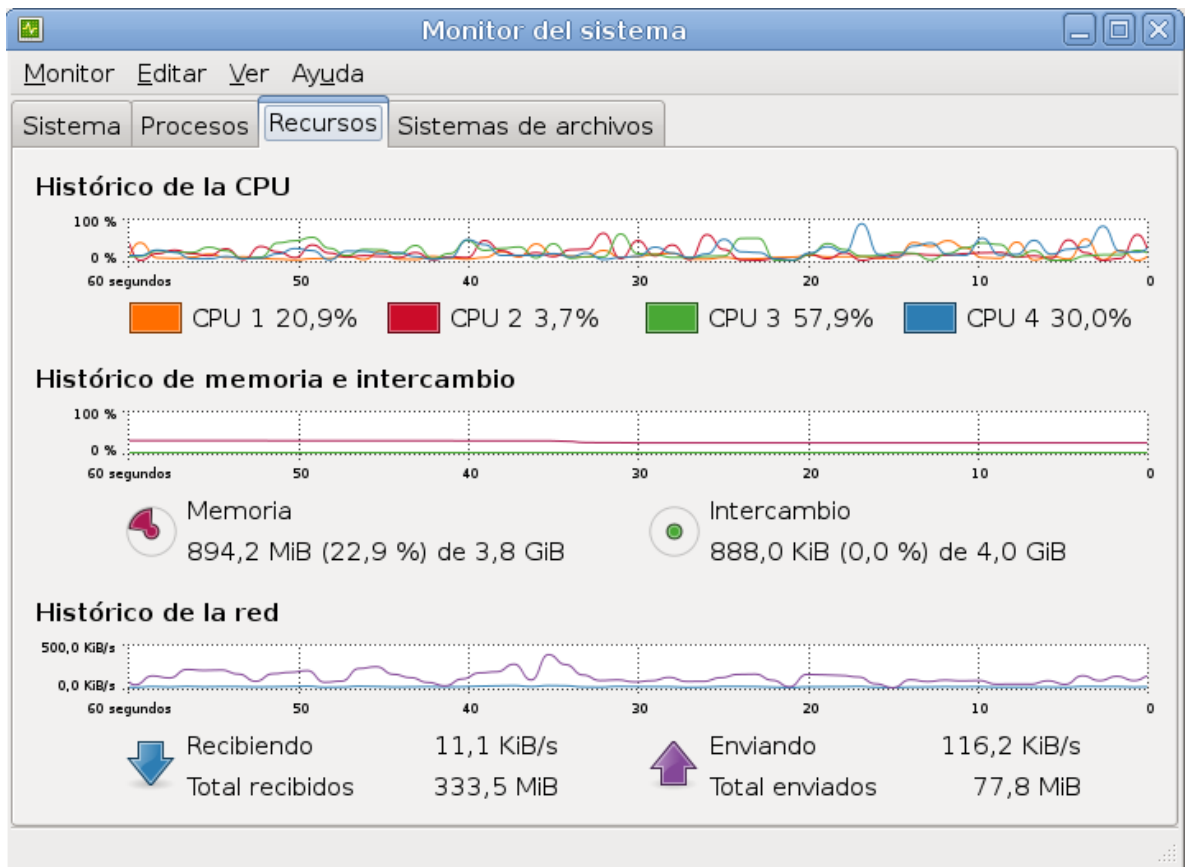 Monitor del sistema
Monitor Editar Ver Ayuda
Sistema Procesos Recursos Sistemas de archivos
Histórico de la CPU
100 %
0 %
60 segundos 50 40 30 20 10 0
CPU 1 20,9% CPU 2 3,7% CPU 3 57,9% CPU 4 30,0%
Histórico de memoria e intercambio
100 %
0 %
60 segundos 50 40 30 20 10 0
Memoria
894,2 MiB (22,9 %) de 3,8 GiB
Intercambio
888,0 KiB (0,0 %) de 4,0 GiB
Histórico de la red
500,0 KiB/s
0,0 KiB/s
60 segundos 50 40 30 20 10 0
Recibiendo 11,1 KiB/s
Total recibidos 333,5 MiB
Enviando 116,2 KiB/s
Total enviados 77,8 MiB